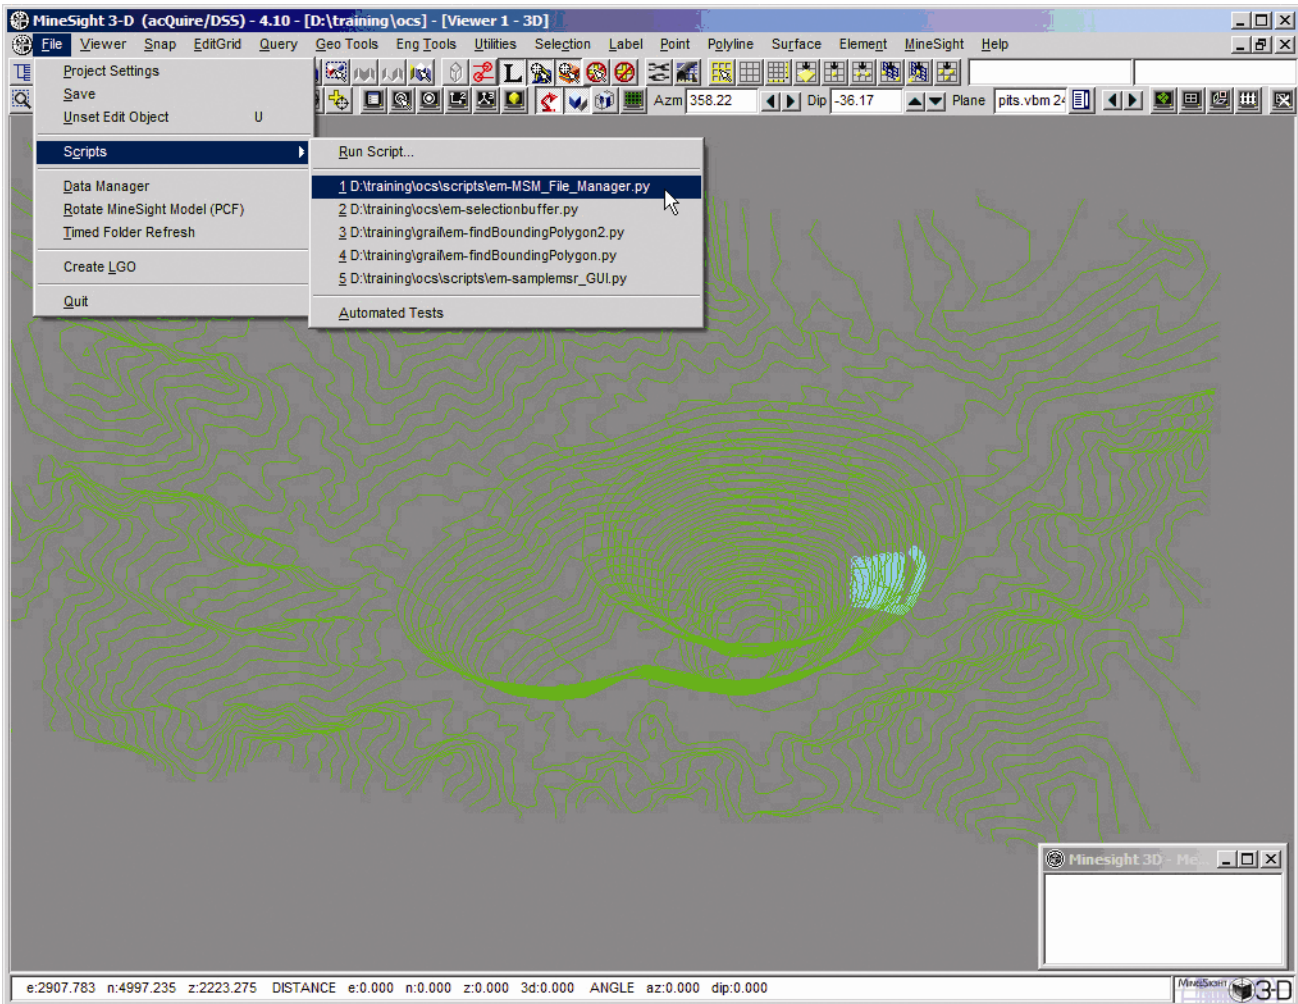 MineSight 3-D (acQuire/DSS) - 4.10 - [D:\training\ocs] - [Viewer 1 - 3D]
File Viewer Snap EditGrid Query Geo Tools Eng Tools Utilities Selection Label Point Polyline Surface Element MineSight Help
L
Azm 358.22 Dip -36.17 Plane pits.vbm 24
Project Settings
Save
Unset Edit Object U
Scripts
Data Manager
Rotate MineSight Model (PCF)
Timed Folder Refresh
Create LGO
Quit
Run Script...
1 D:\training\ocs\scripts\em-MSM_File_Manager.py
2 D:\training\ocs\em-selectionbuffer.py
3 D:\training\grail\em-findBoundingPolygon2.py
4 D:\training\grail\em-findBoundingPolygon.py
5 D:\training\ocs\scripts\em-samplemsr_GUI.py
Automated Tests
Minesight 3D - Me...
e:2907.783 n:4997.235 z:2223.275 DISTANCE e:0.000 n:0.000 z:0.000 3d:0.000 ANGLE az:0.000 dip:0.000
MineSight 3-D